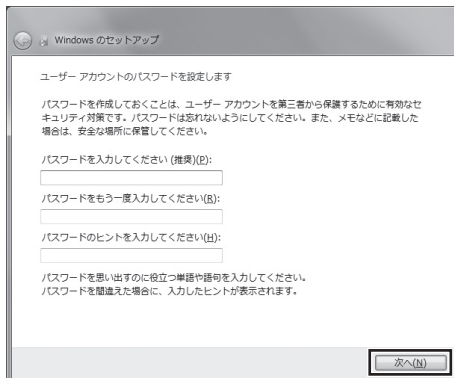 Windows のセットアップ
ユーザー アカウントのパスワードを設定します
パスワードを作成しておくことは、ユーザー アカウントを第三者から保護するために有効なセ
キュリティ対策です。パスワードは忘れないようにしてください。また、メモなどに記載した
場合は、安全な場所に保管してください。
パスワードを入力してください (推奨)(P):
パスワードをもう一度入力してください(R):
パスワードのヒントを入力してください(H):
パスワードを思い出すのに役立つ単語や語句を入力してください。
パスワードを間違えた場合に、入力したヒントが表示されます。
次へ(N)